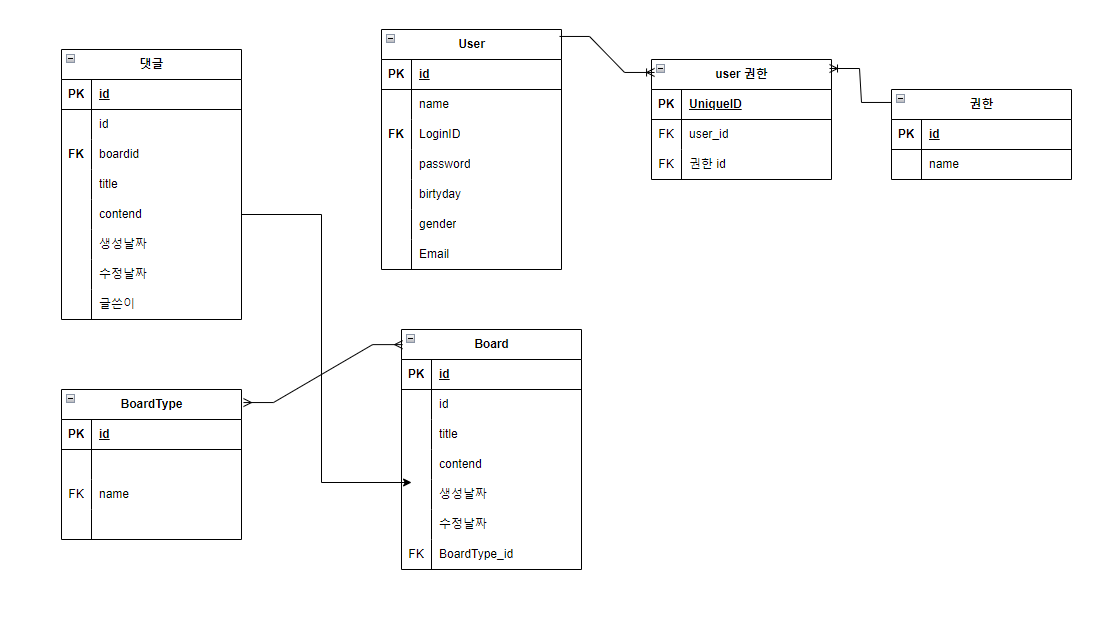 댓글
PK id
id
FK boardid
title
contend
생성날짜
수정날짜
글쓴이
User
PK id
name
FK LoginID
password
birtyday
gender
Email
user 권한
PK UniqueID
FK user_id
FK 권한 id
권한
PK id
name
BoardType
PK id
FK name
Board
PK id
id
title
contend
생성날짜
수정날짜
FK BoardType_id